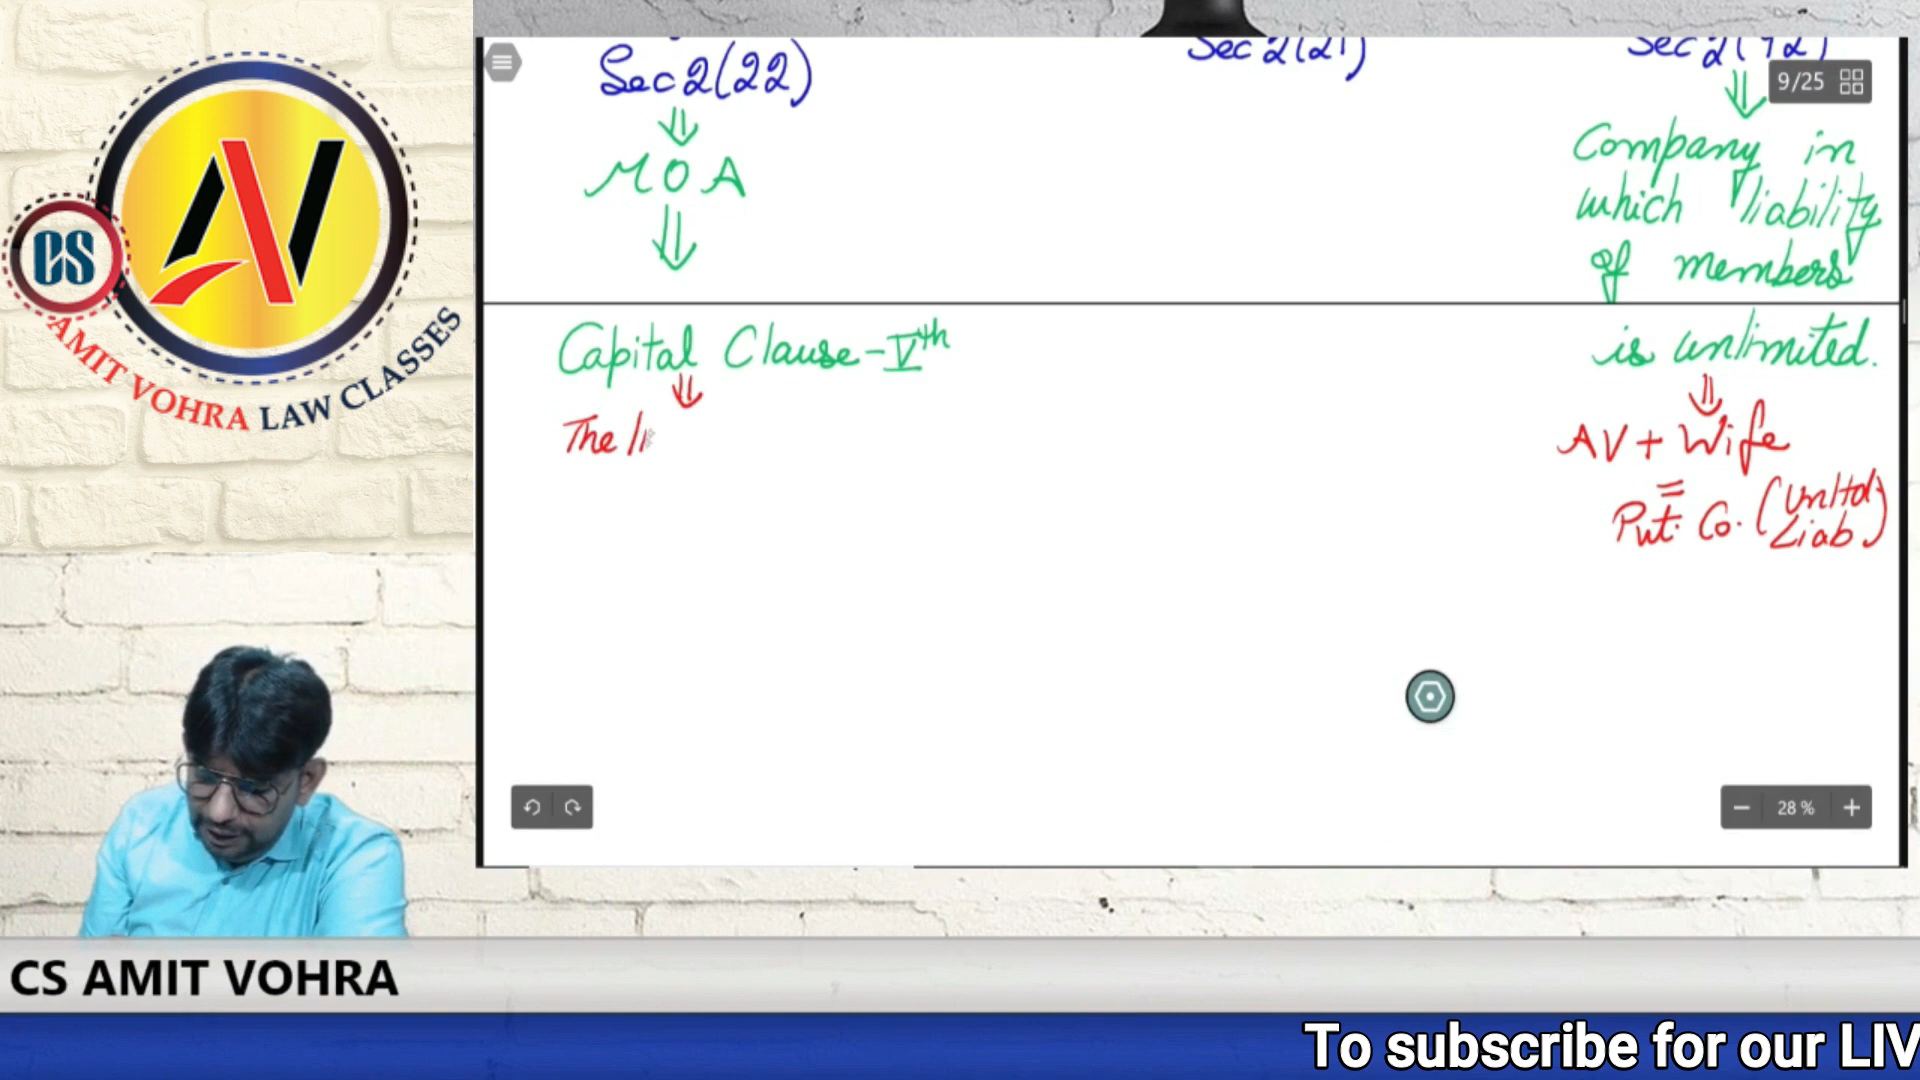 Sec 2(22)
Sec 2(21)
Sec 2(92)
9/25
⇓
⇓
MOA
⇓
Company in
which liability
of members
is unlimited.
⇓
AV + Wife
=
Pvt. Co. (Unltd.
Liab)
Capital Clause - Vth
⇓
The li
28 %
CS
AV
AMIT VOHRA LAW CLASSES
CS AMIT VOHRA
To subscribe for our LIV